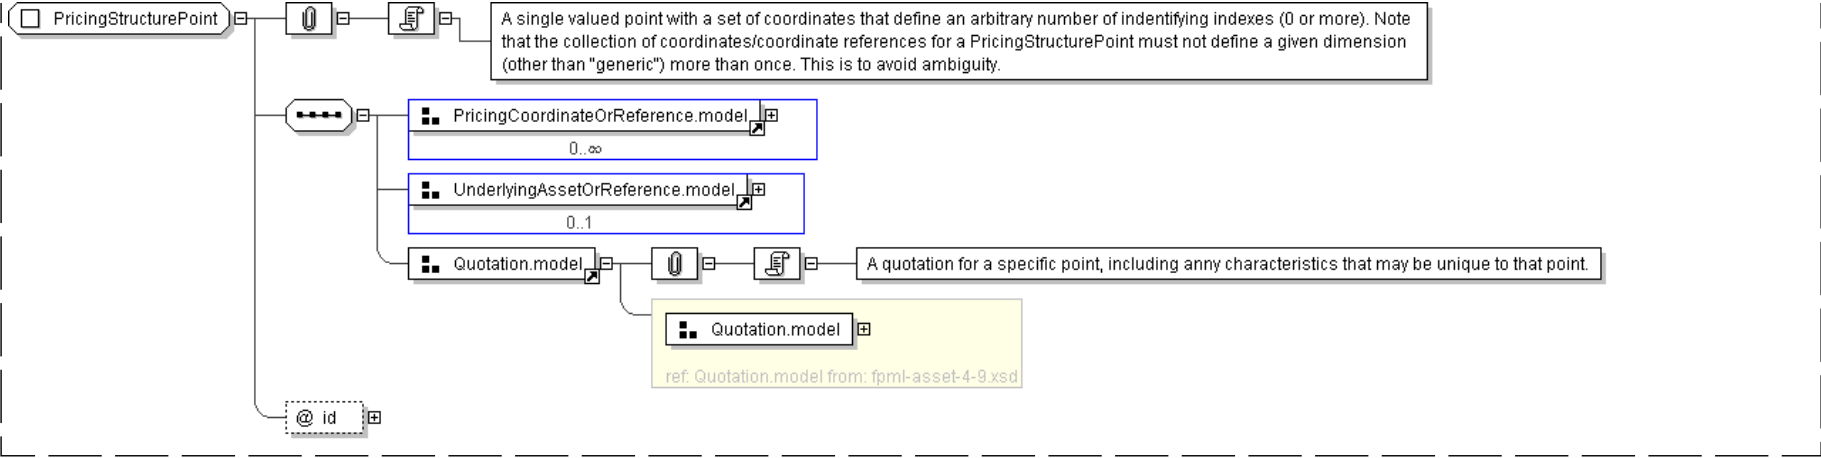 PricingStructurePoint
A single valued point with a set of coordinates that define an arbitrary number of indentifying indexes (0 or more). Note
that the collection of coordinates/coordinate references for a PricingStructurePoint must not define a given dimension
(other than "generic") more than once. This is to avoid ambiguity.
PricingCoordinateOrReference.model
0..∞
UnderlyingAssetOrReference.model
0..1
Quotation.model
A quotation for a specific point, including anny characteristics that may be unique to that point.
Quotation.model
ref: Quotation.model from: fpml-asset-4-9.xsd
@ id